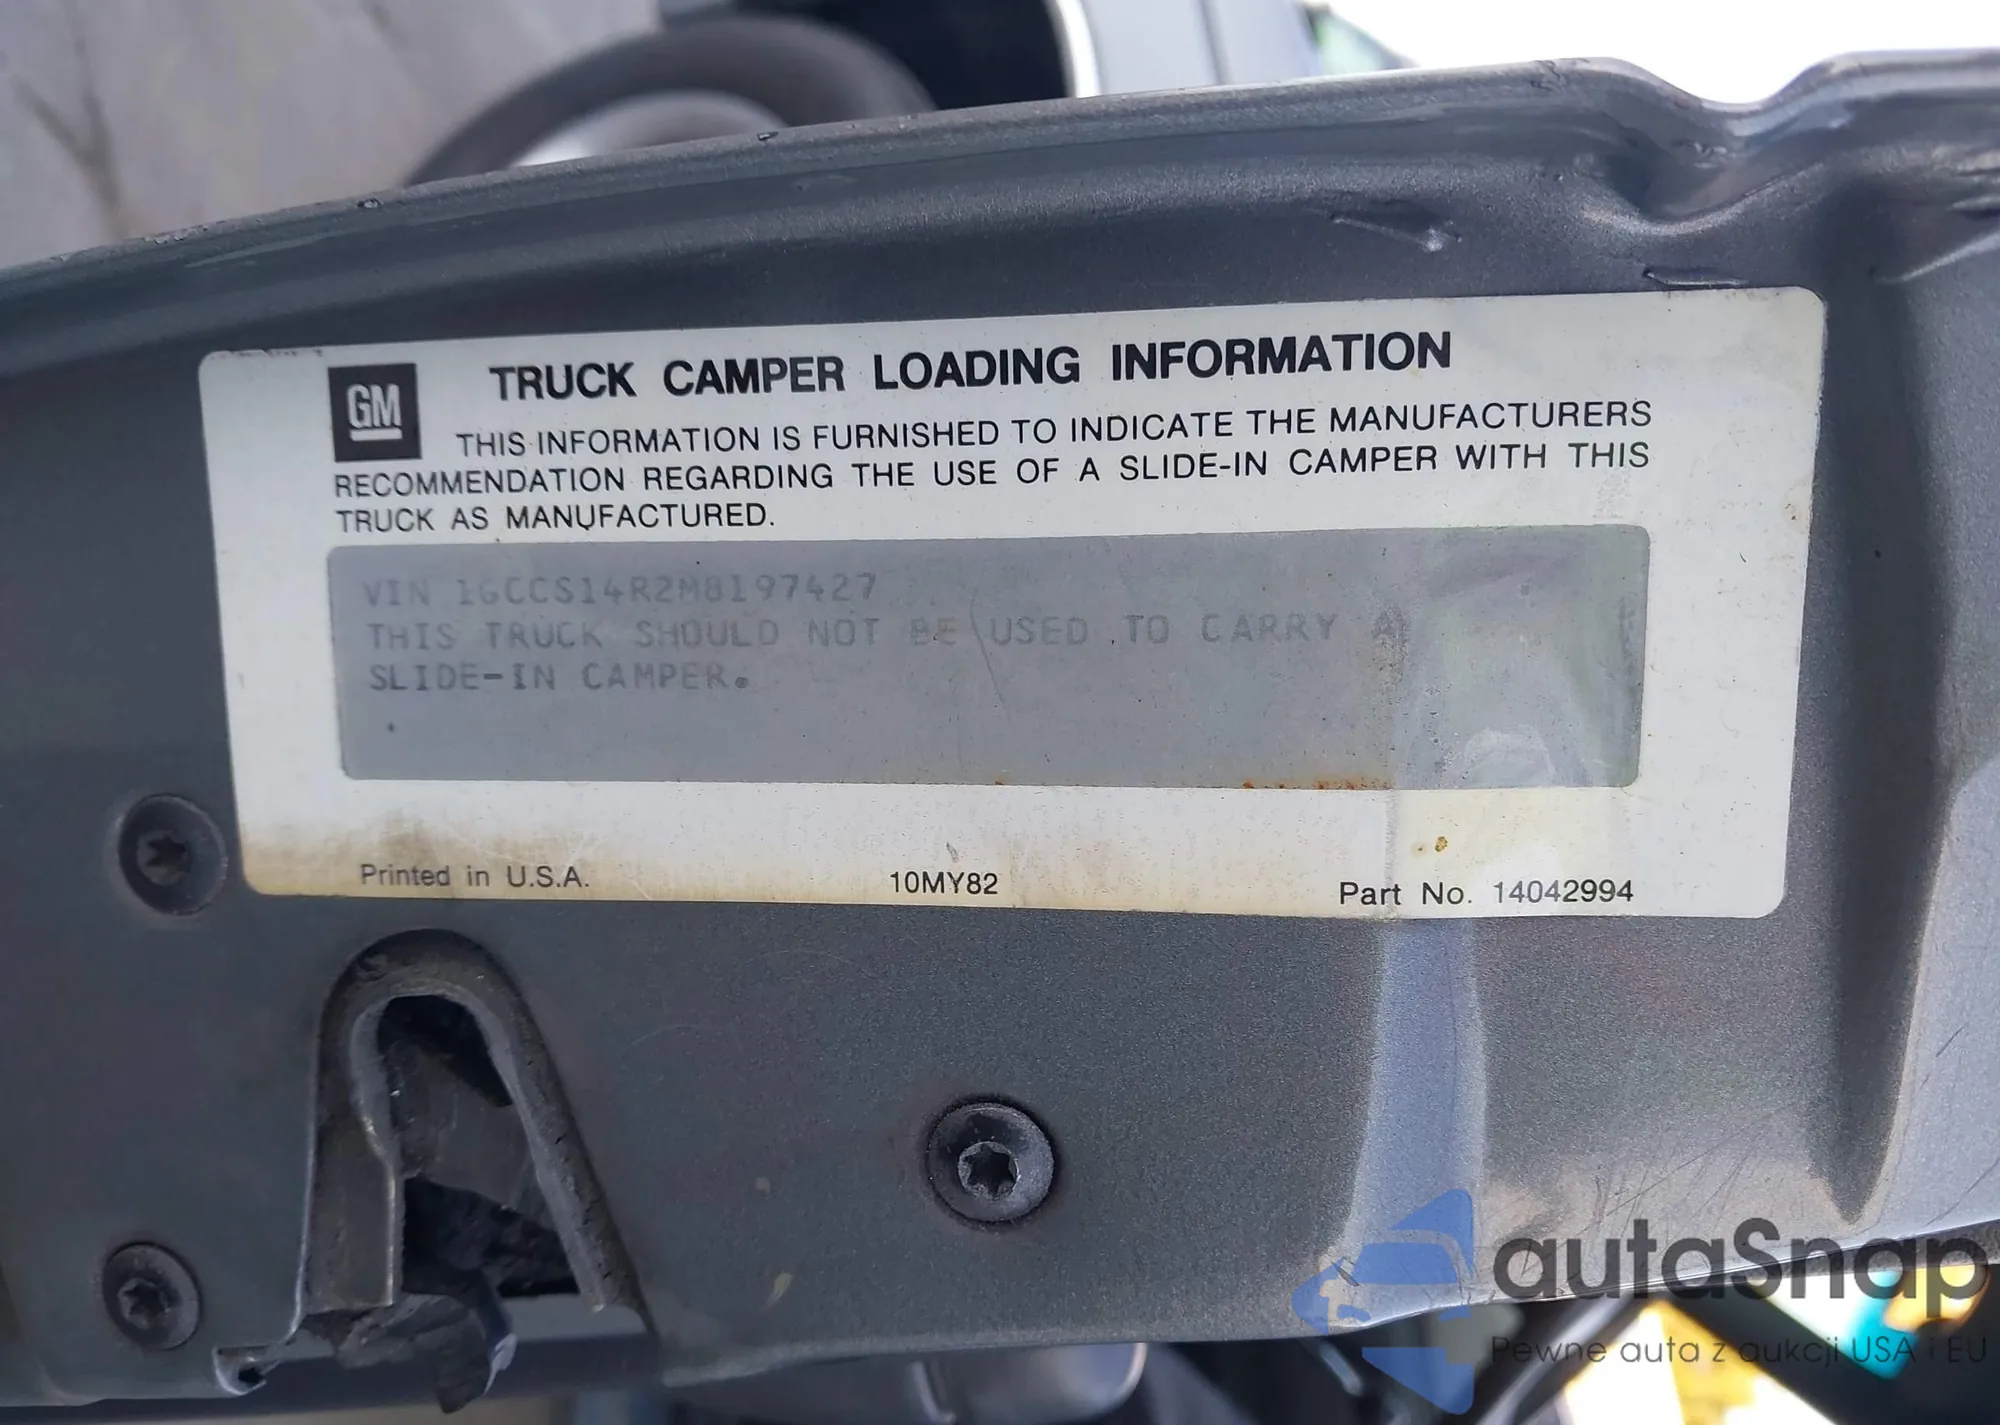 GM
TRUCK CAMPER LOADING INFORMATION
THIS INFORMATION IS FURNISHED TO INDICATE THE MANUFACTURERS
RECOMMENDATION REGARDING THE USE OF A SLIDE-IN CAMPER WITH THIS
TRUCK AS MANUFACTURED.
VIN 1GCCS14R2M8197427
THIS TRUCK SHOULD NOT BE USED TO CARRY A
SLIDE-IN CAMPER.
Printed in U.S.A. 10MY82 Part No. 14042994
autaSnap
Pewne auta z aukcji USA i EU